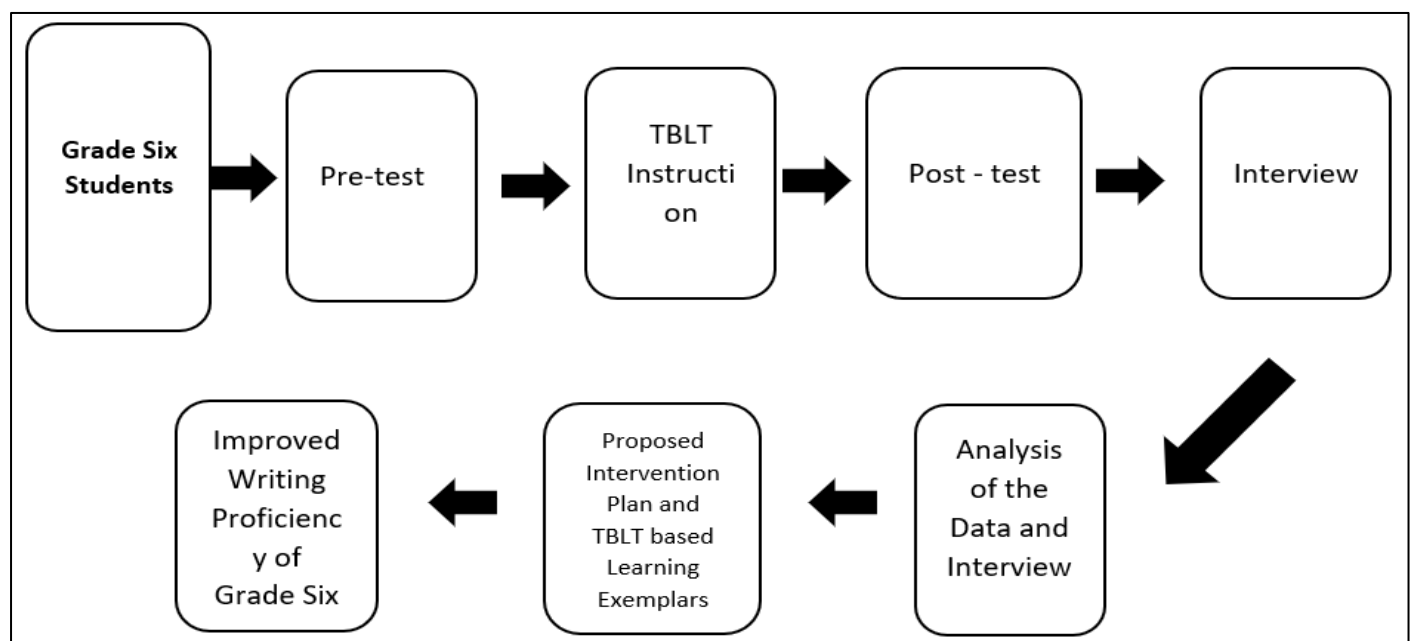 Grade Six
Students
Pre-test
TBLT
Instructi
on
Post - test
Interview
Analysis
of the
Data and
Interview
Proposed
Intervention
Plan and
TBLT based
Learning
Exemplars
Improved
Writing
Proficienc
y of
Grade Six